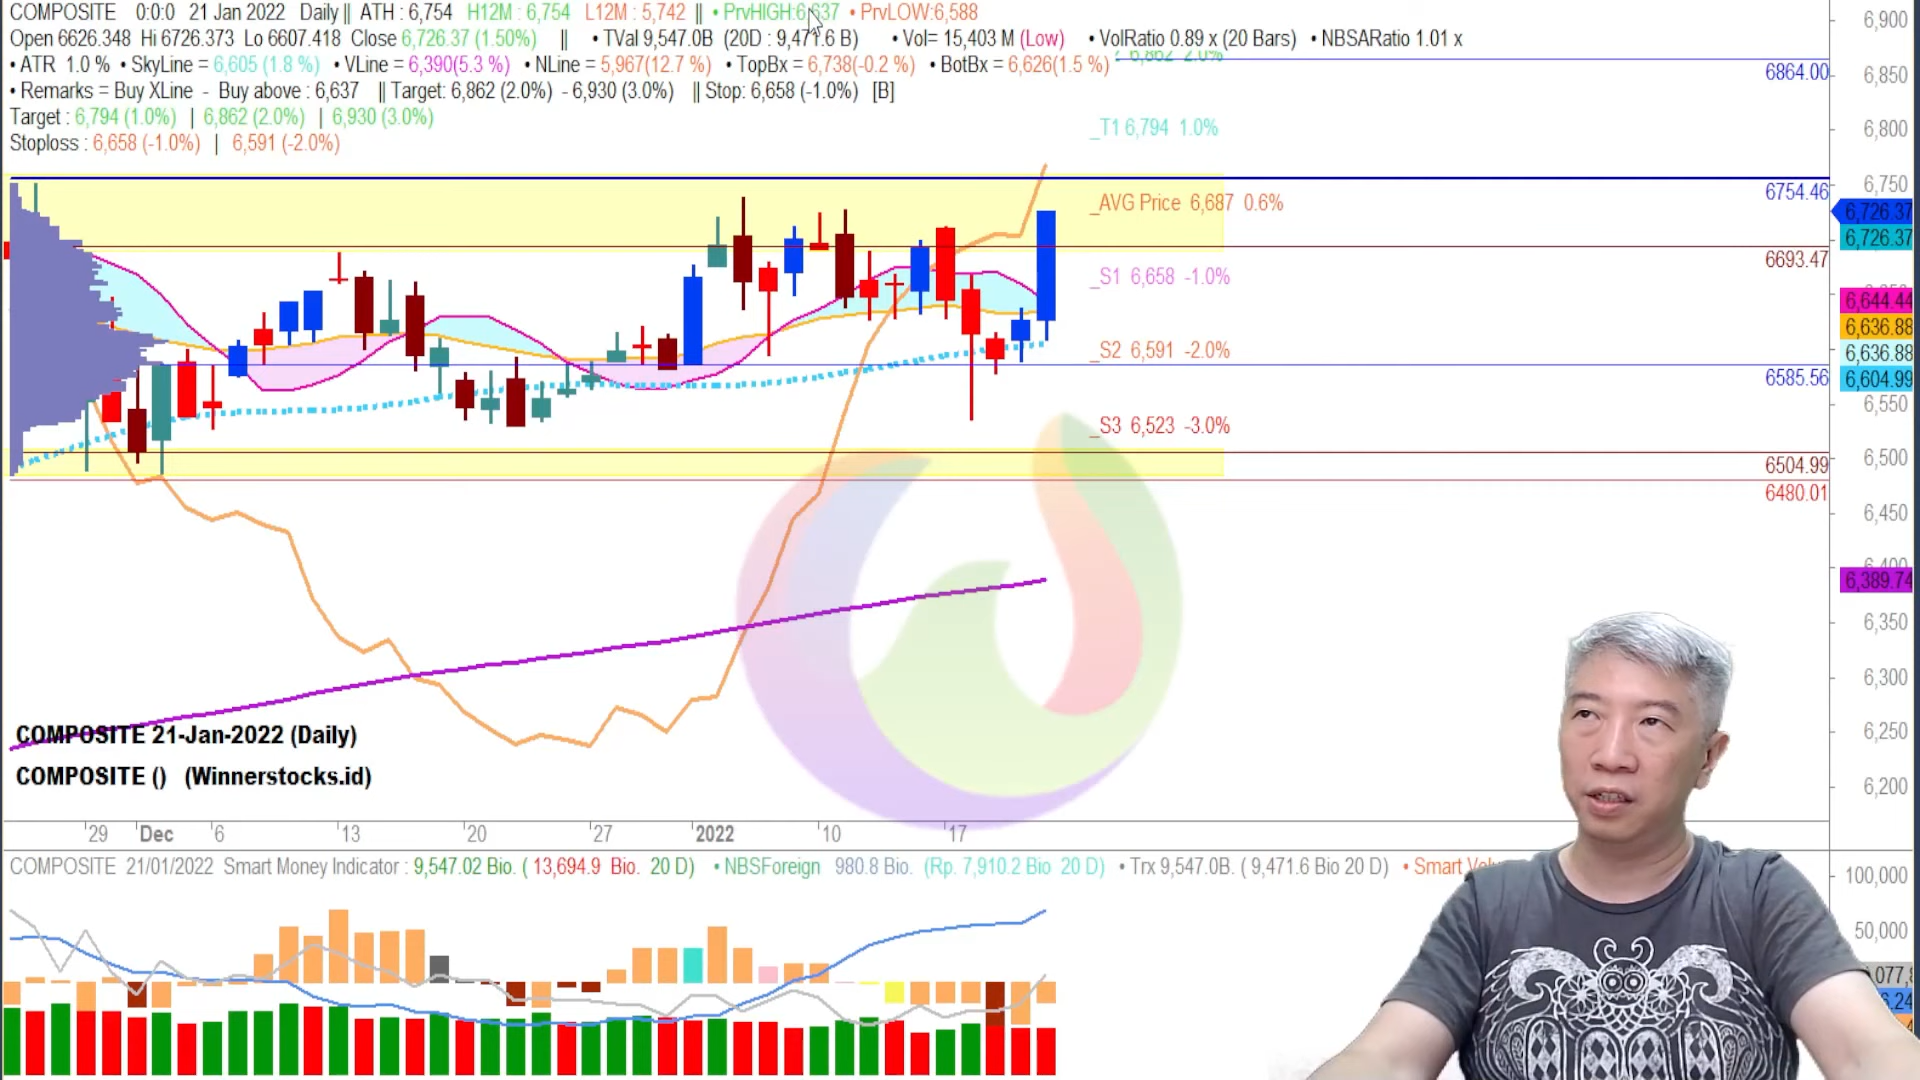 COMPOSITE 0:0:0 21 Jan 2022 Daily || ATH : 6,754 H12M : 6,754 L12M : 5,742 || • PrvHIGH:6,637 • PrvLOW:6,588
Open 6626.348 Hi 6726.373 Lo 6607.418 Close 6,726.37 (1.50%) || • TVal 9,547.0B (20D : 9,471.6 B) • Vol= 15,403 M (Low) • VolRatio 0.89 x (20 Bars) • NBSARatio 1.01 x
• ATR 1.0 % • SkyLine = 6,605 (1.8 %) • VLine = 6,390(5.3 %) • NLine = 5,967(12.7 %) • TopBx = 6,738(-0.2 %) • BotBx = 6,626(1.5 %)
6,862 2.0%
• Remarks = Buy XLine - Buy above : 6,637 || Target: 6,862 (2.0%) - 6,930 (3.0%) || Stop: 6,658 (-1.0%) [B]
Target : 6,794 (1.0%) | 6,862 (2.0%) | 6,930 (3.0%)
Stoploss : 6,658 (-1.0%) | 6,591 (-2.0%)
_T1 6,794 1.0%
_AVG Price 6,687 0.6%
_S1 6,658 -1.0%
_S2 6,591 -2.0%
_S3 6,523 -3.0%
6864.00
6754.46
6693.47
6585.56
6504.99
6480.01
6,900
6,850
6,800
6,750
6,726.37
6,726.37
6,644.44
6,636.88
6,636.88
6,604.99
6,550
6,500
6,450
6,400
6,389.74
6,350
6,300
6,250
6,200
COMPOSITE 21-Jan-2022 (Daily)
COMPOSITE () (Winnerstocks.id)
29 Dec 6 13 20 27 2022 10 17
COMPOSITE 21/01/2022 Smart Money Indicator : 9,547.02 Bio. ( 13,694.9 Bio. 20 D) • NBSForeign 980.8 Bio. (Rp. 7,910.2 Bio 20 D) • Trx 9,547.0B. ( 9,471.6 Bio 20 D) • Smart
100,000
50,000